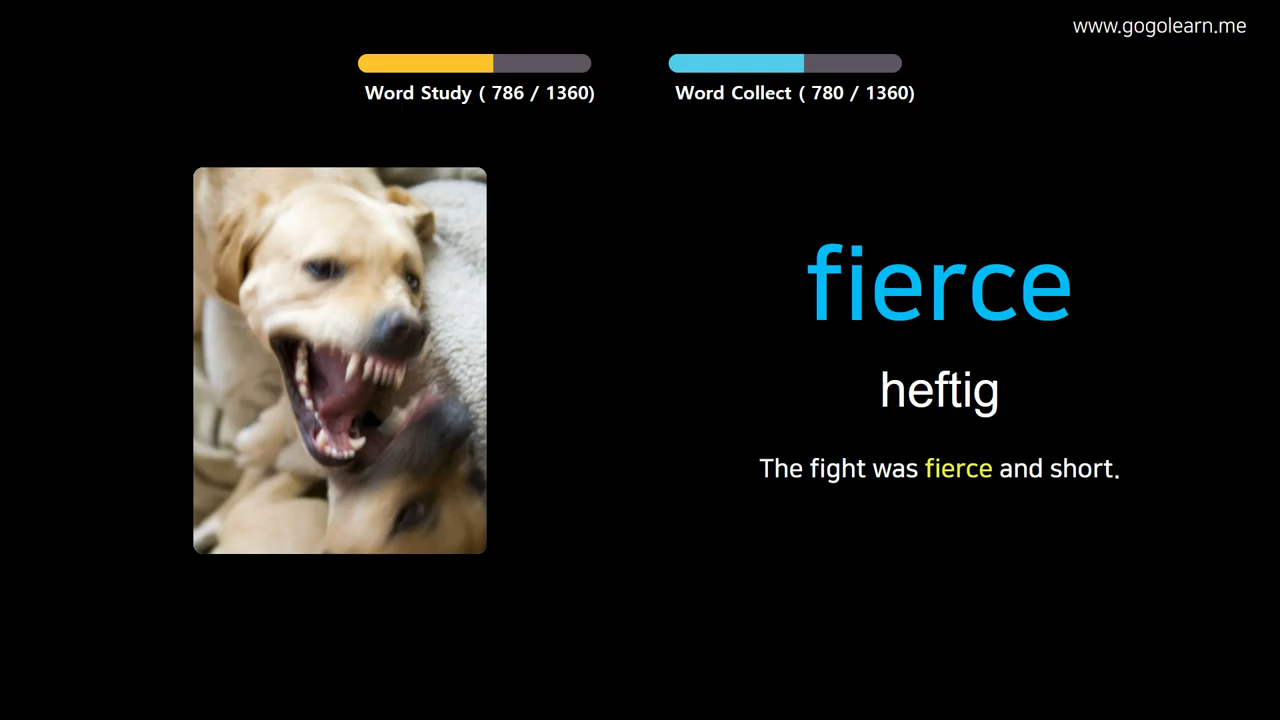 www.gogolearn.me
Word Study ( 786 / 1360)
Word Collect ( 780 / 1360)
fierce
heftig
The fight was fierce and short.